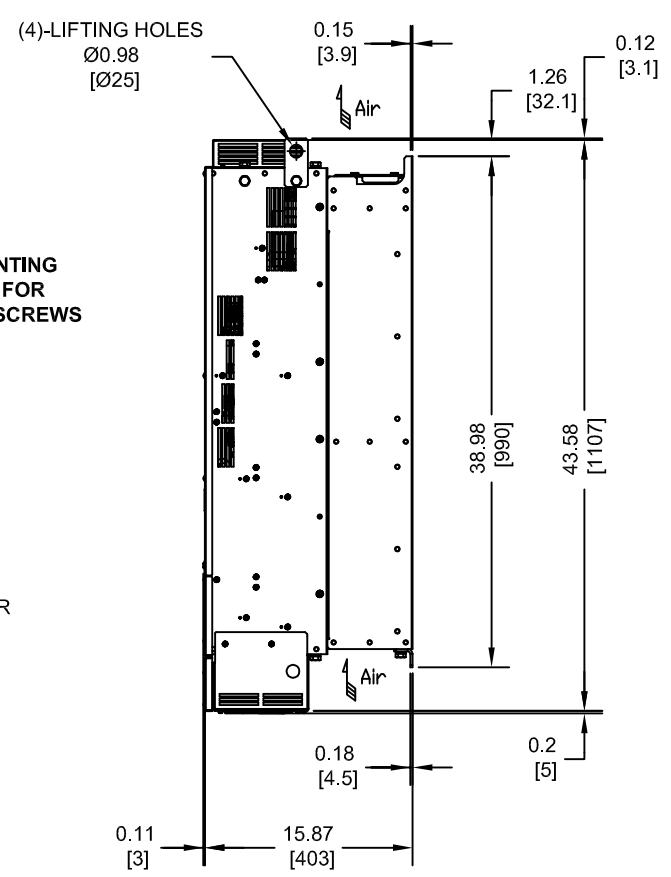 (4)-LIFTING HOLES
Ø0.98
[Ø25]
0.15
[3.9]
0.12
[3.1]
1.26
[32.1]
Air
NTING
FOR
SCREWS
38.98
[990]
43.58
[1107]
R
Air
0.18
[4.5]
0.2
[5]
0.11
[3]
15.87
[403]